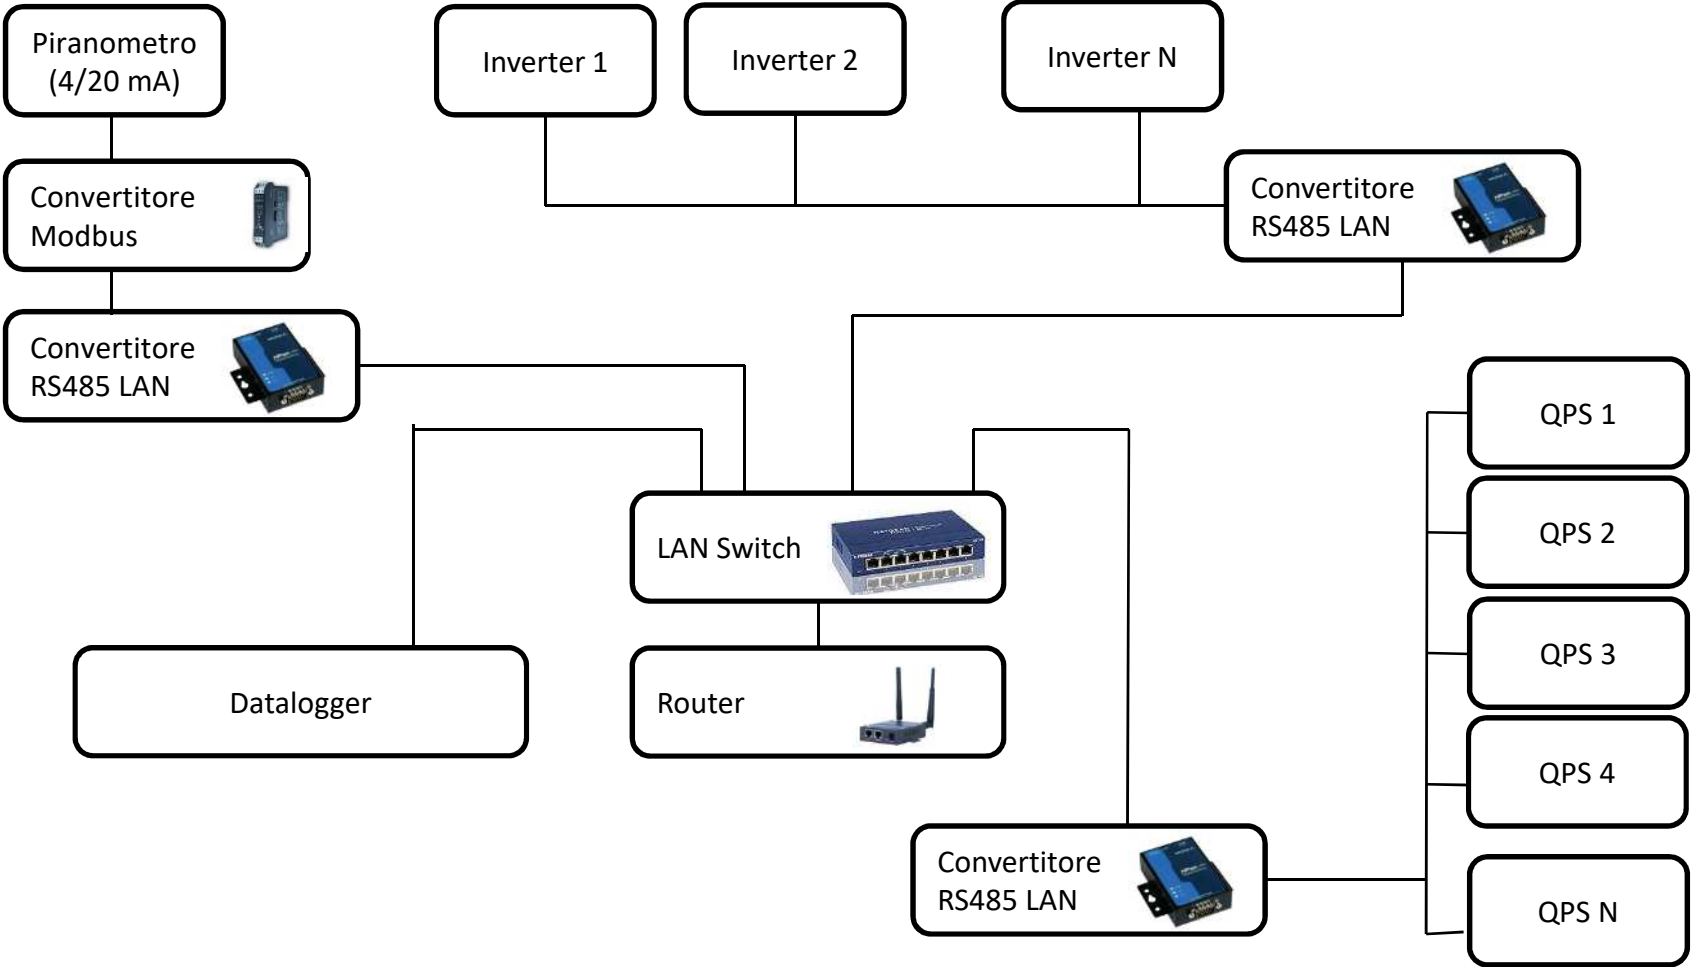 Piranometro
(4/20 mA)
Inverter 1
Inverter 2
Inverter N
Convertitore
Modbus
Convertitore
RS485 LAN
Convertitore
RS485 LAN
QPS 1
QPS 2
QPS 3
QPS 4
QPS N
LAN Switch
Datalogger
Router
Convertitore
RS485 LAN